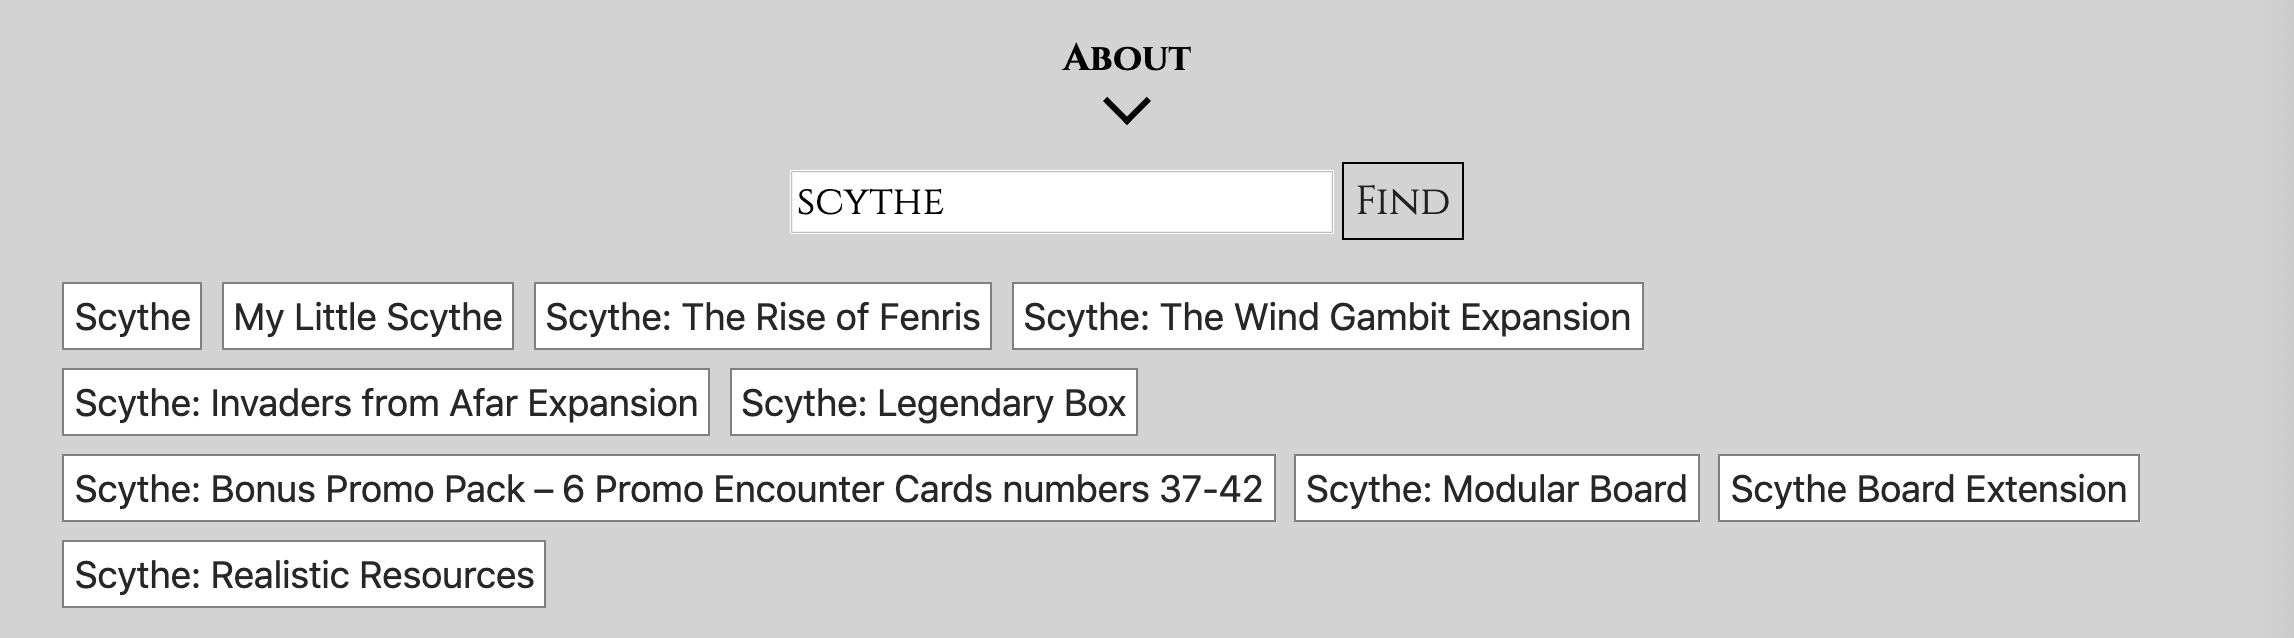 About
scythe
Find
Scythe
My Little Scythe
Scythe: The Rise of Fenris
Scythe: The Wind Gambit Expansion
Scythe: Invaders from Afar Expansion
Scythe: Legendary Box
Scythe: Bonus Promo Pack – 6 Promo Encounter Cards numbers 37-42
Scythe: Modular Board
Scythe Board Extension
Scythe: Realistic Resources